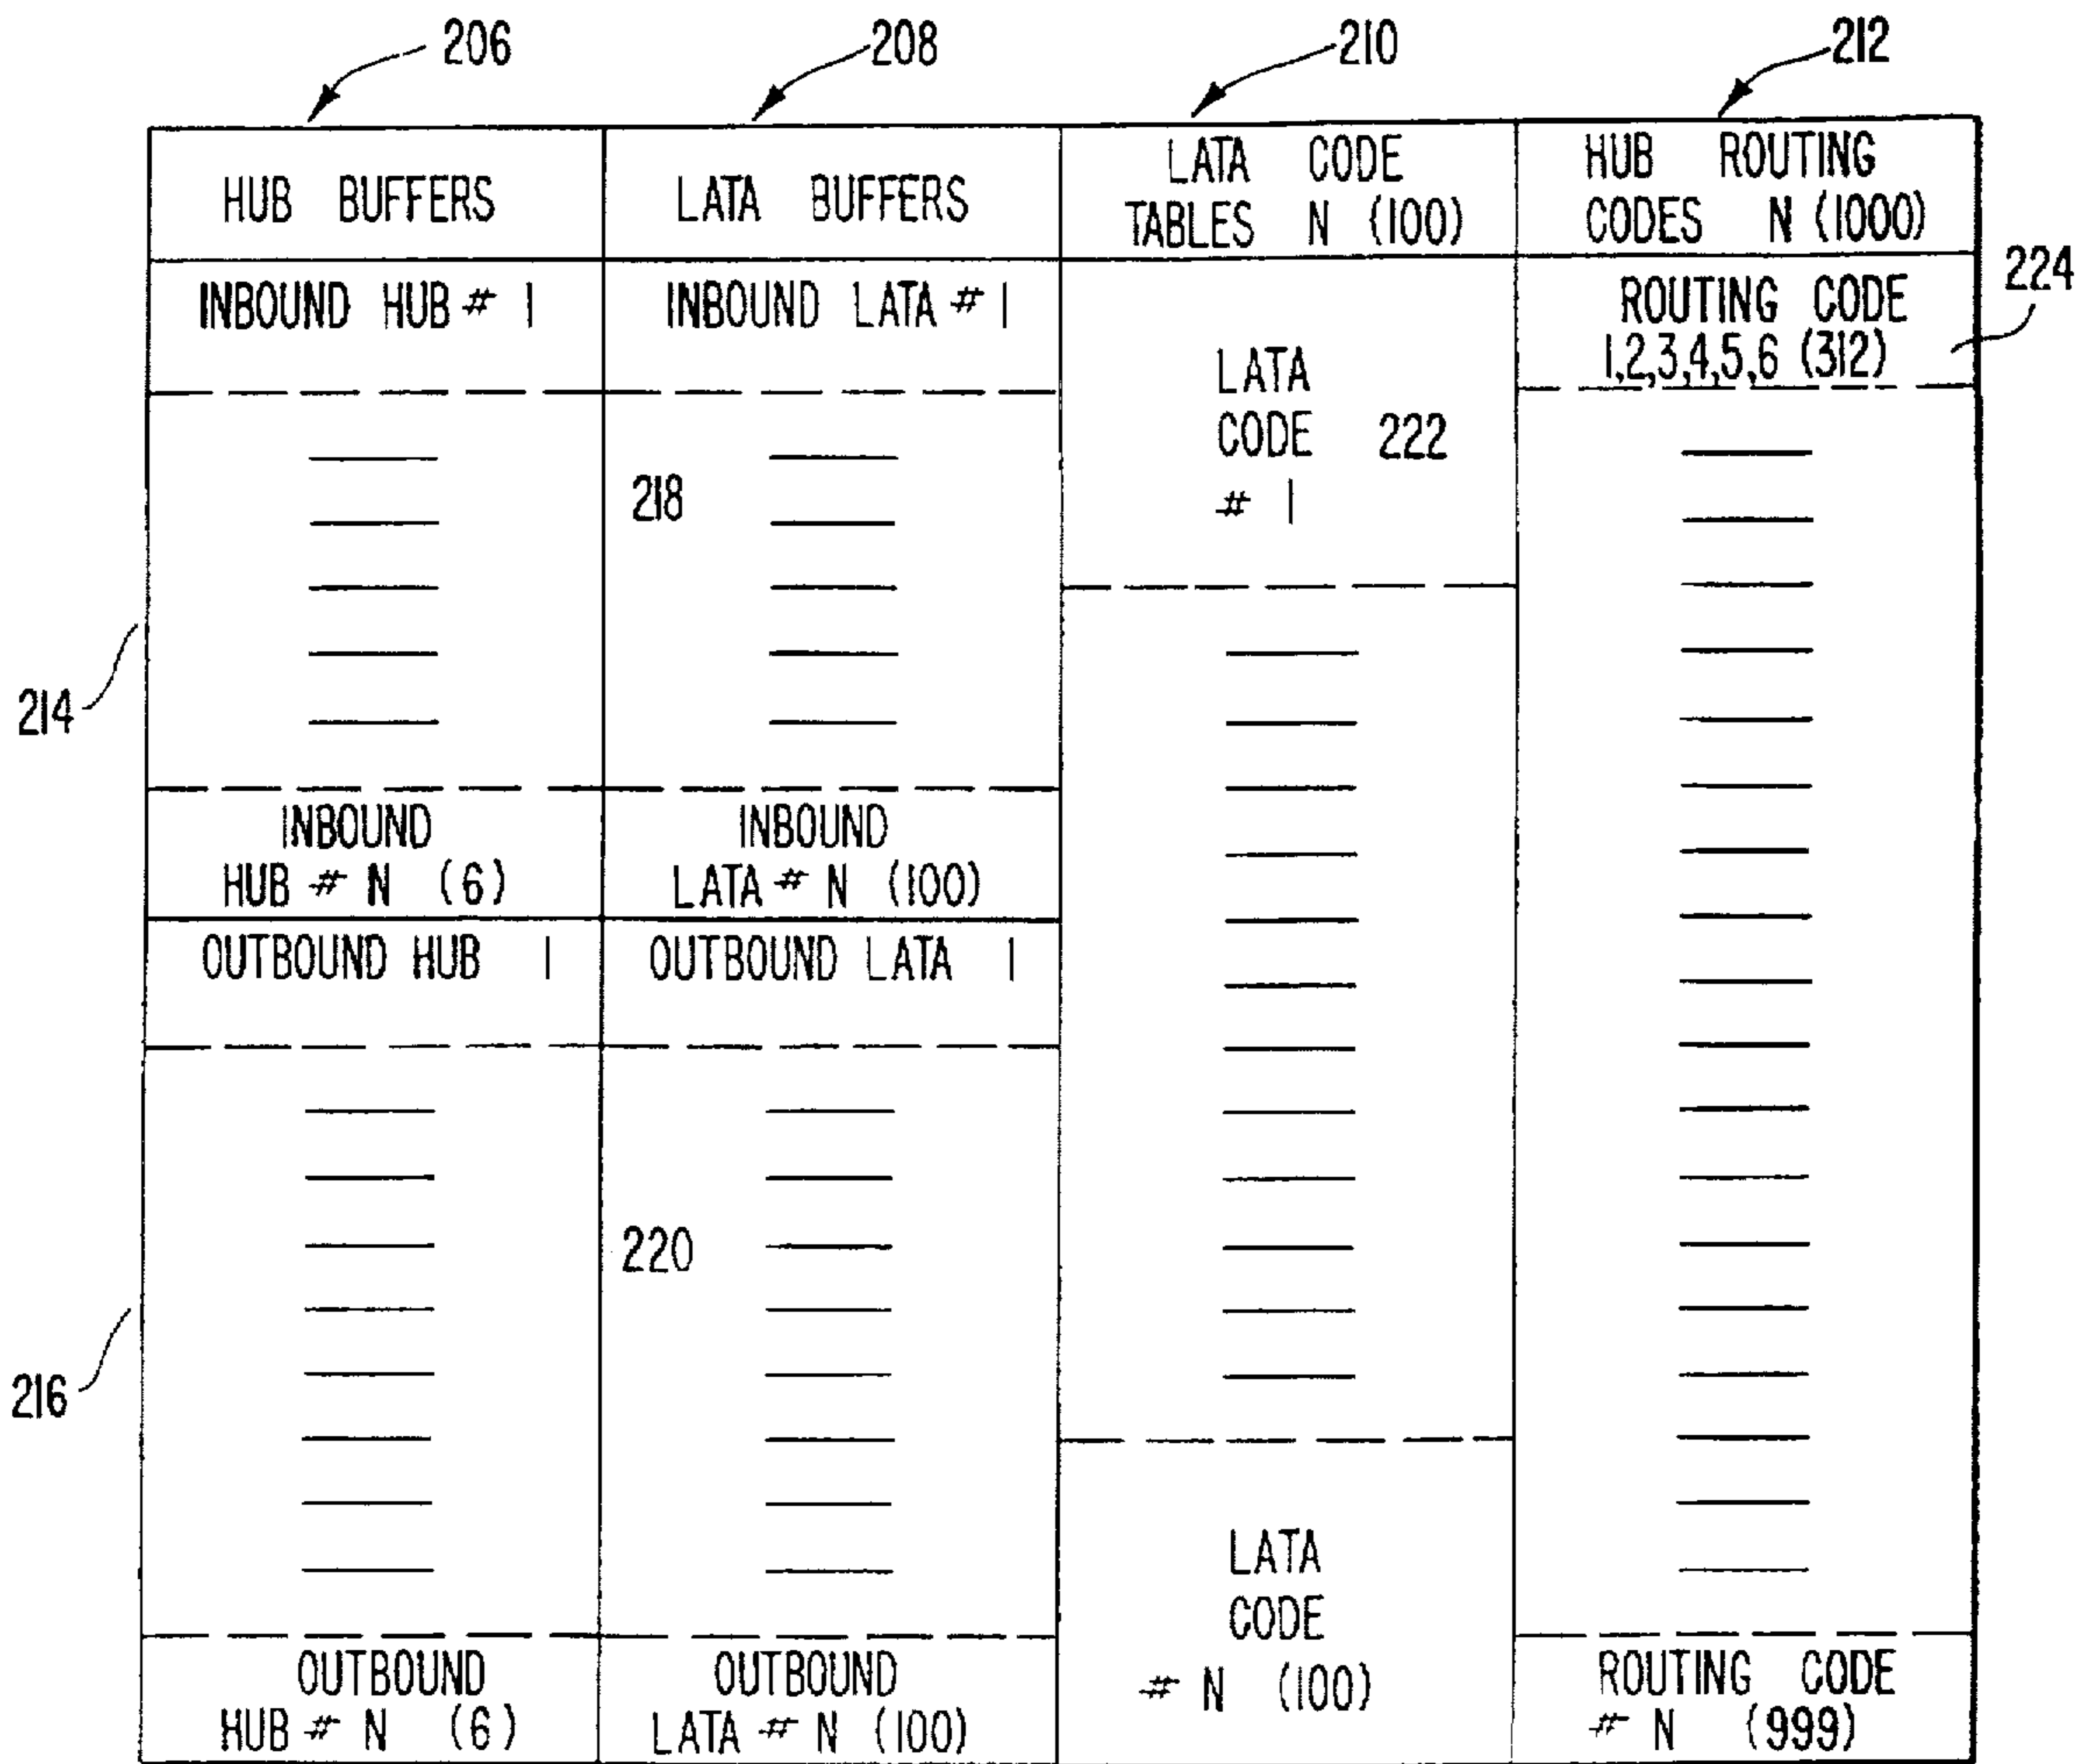 206
208
210
212
HUB BUFFERS
LATA BUFFERS
LATA CODE
TABLES N (100)
HUB ROUTING
CODES N (1000)
224
INBOUND HUB # 1
INBOUND LATA # 1
ROUTING CODE
1,2,3,4,5,6 (312)
LATA
CODE 222
# 1
218
214
INBOUND
HUB # N (6)
INBOUND
LATA # N (100)
OUTBOUND HUB 1
OUTBOUND LATA 1
220
216
LATA
CODE
# N (100)
OUTBOUND
HUB # N (6)
OUTBOUND
LATA # N (100)
ROUTING CODE
# N (999)